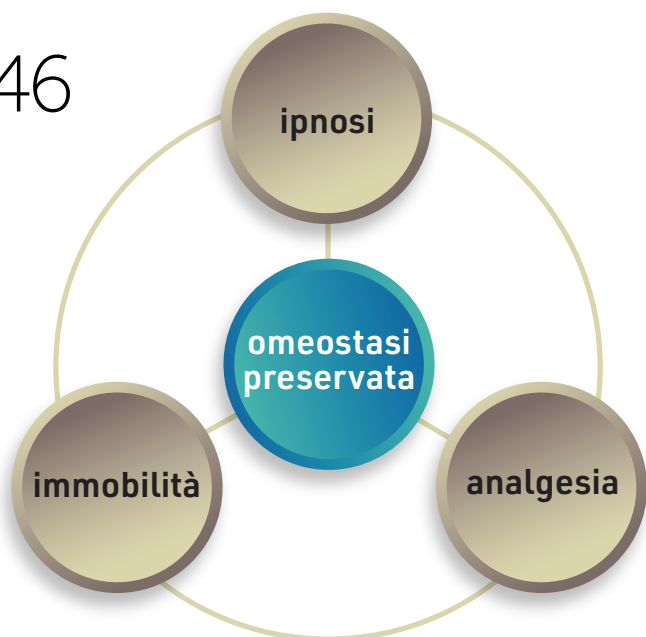 46
ipnosi
omeostasi
preservata
immobilità
analgesia